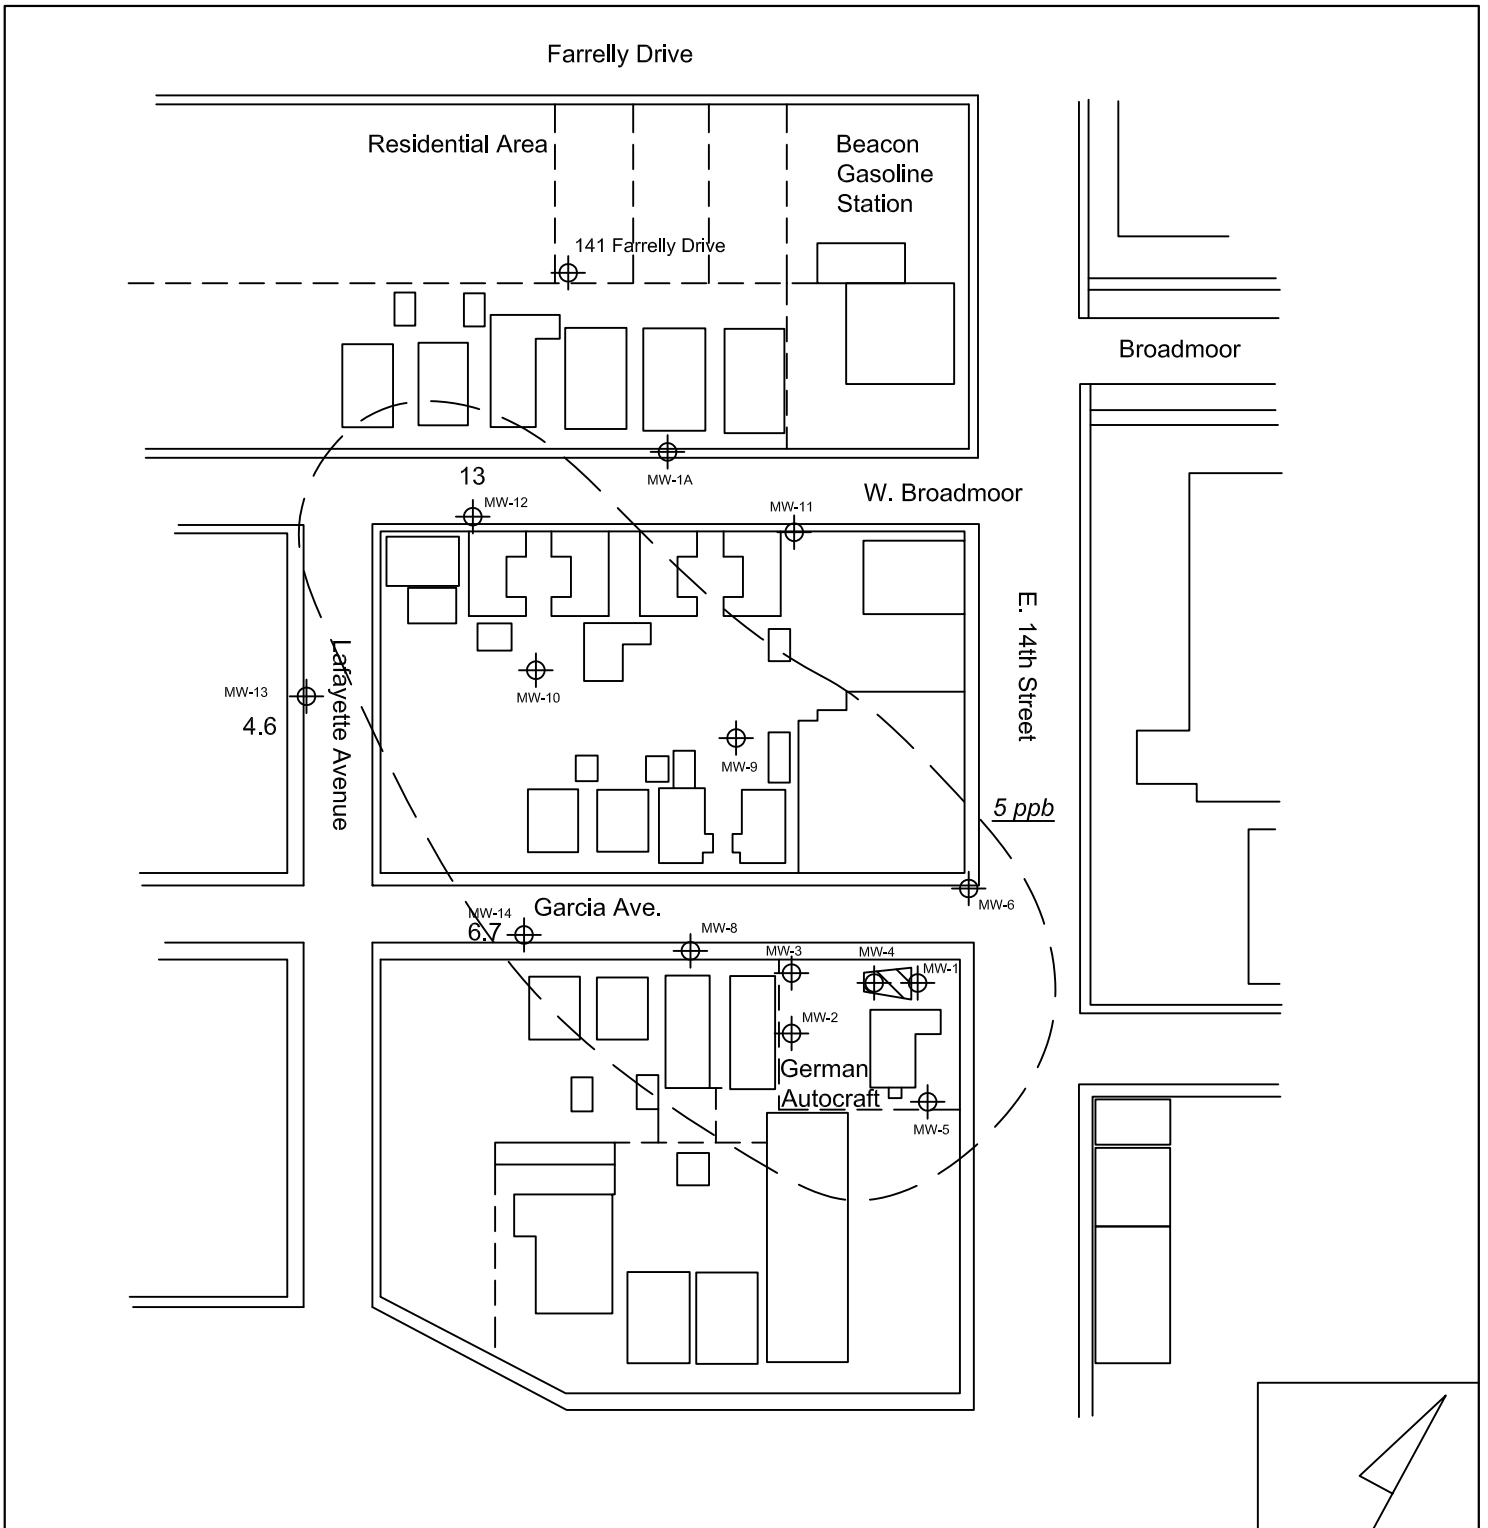 Farrelly Drive
Residential Area
Beacon
Gasoline
Station
141 Farrelly Drive
Broadmoor
13
MW-1A
W. Broadmoor
MW-12
MW-11
E. 14th Street
Lafayette Avenue
MW-13
4.6
MW-10
MW-9
5 ppb
MW-6
Garcia Ave.
MW-14
6.7
MW-8
MW-3
MW-4
MW-1
MW-2
German
Autocraft
MW-5